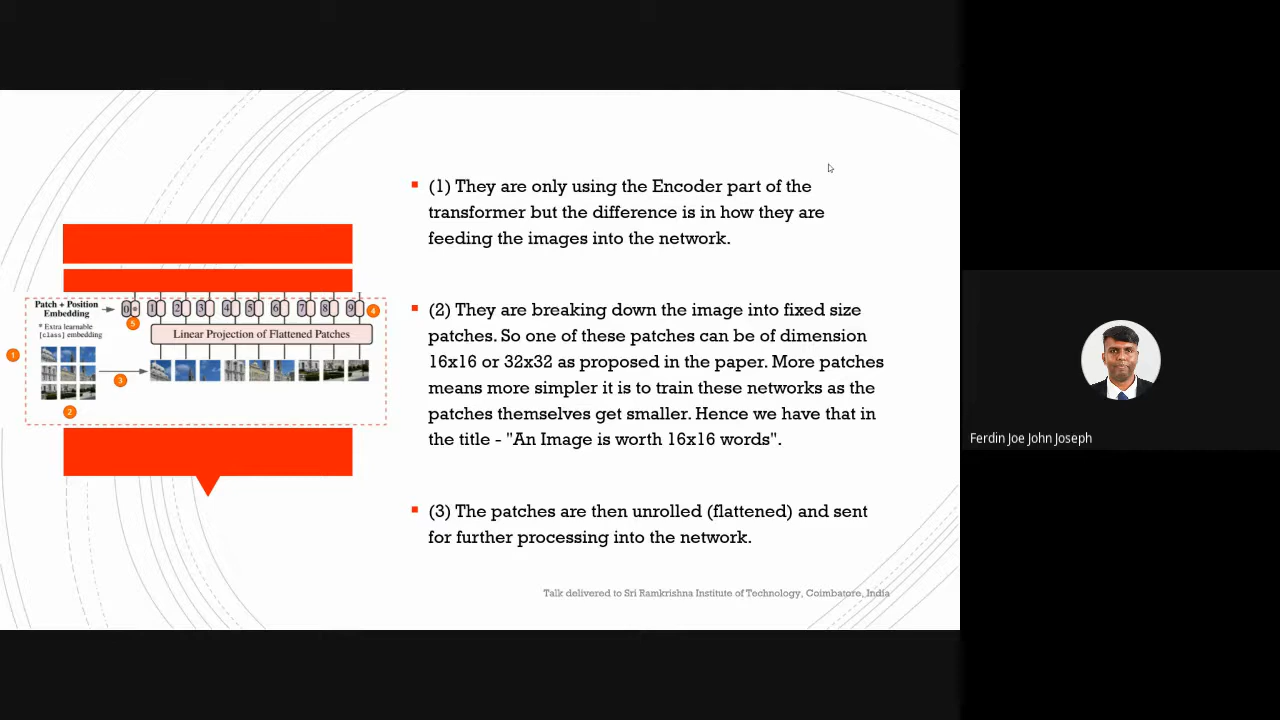 (1) They are only using the Encoder part of the
transformer but the difference is in how they are
feeding the images into the network.
(2) They are breaking down the image into fixed size
patches. So one of these patches can be of dimension
16x16 or 32x32 as proposed in the paper. More patches
means more simpler it is to train these networks as the
patches themselves get smaller. Hence we have that in
the title - "An Image is worth 16x16 words".
(3) The patches are then unrolled (flattened) and sent
for further processing into the network.
Patch + Position
Embedding
* Extra learnable
[class] embedding
0 * 1 2 3 4 5 6 7 8 9
4
5
Linear Projection of Flattened Patches
1
3
2
Talk delivered to Sri Ramkrishna Institute of Technology, Coimbatore, India
Ferdin Joe John Joseph